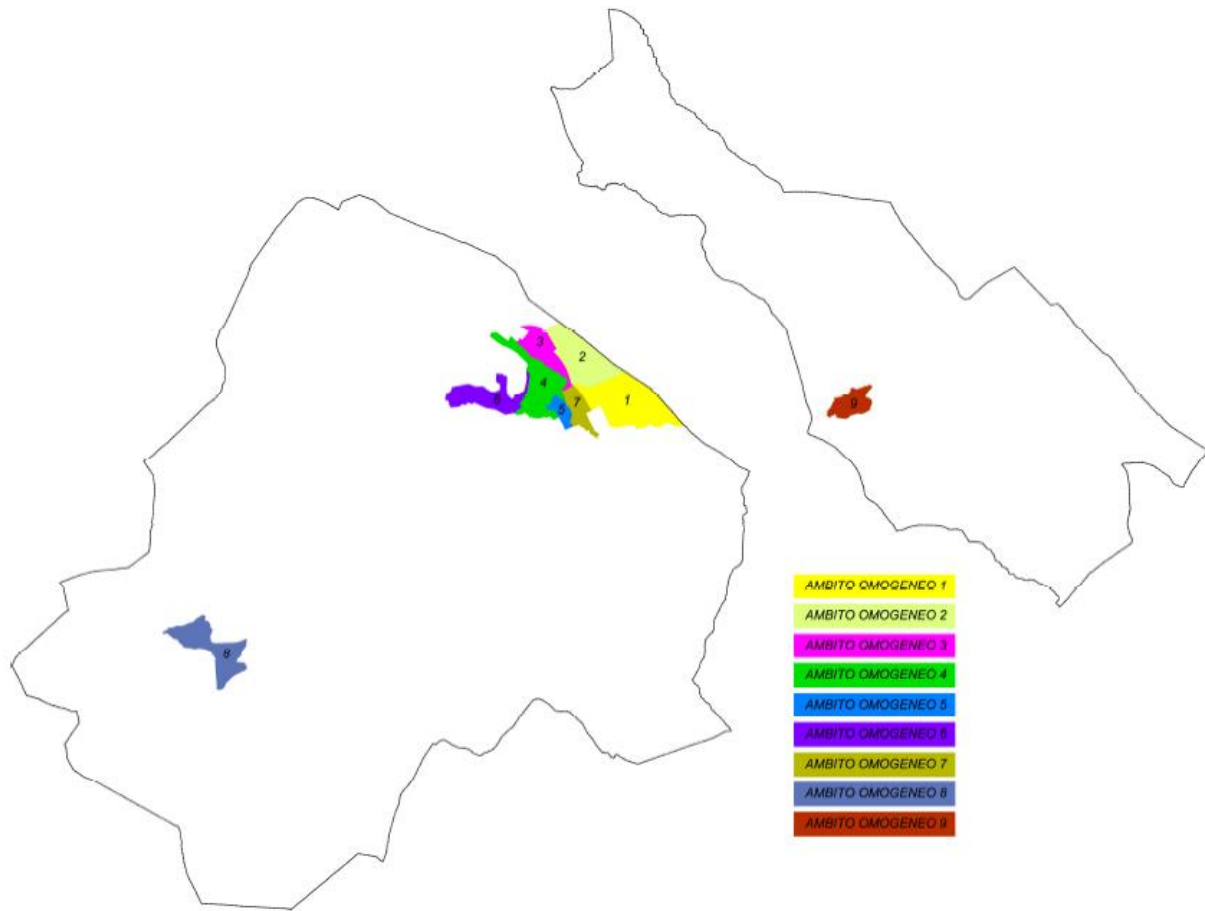 3
2
4
6
5
7
1
9
8
AMBITO OMOGENEO 1
AMBITO OMOGENEO 2
AMBITO OMOGENEO 3
AMBITO OMOGENEO 4
AMBITO OMOGENEO 5
AMBITO OMOGENEO 6
AMBITO OMOGENEO 7
AMBITO OMOGENEO 8
AMBITO OMOGENEO 9